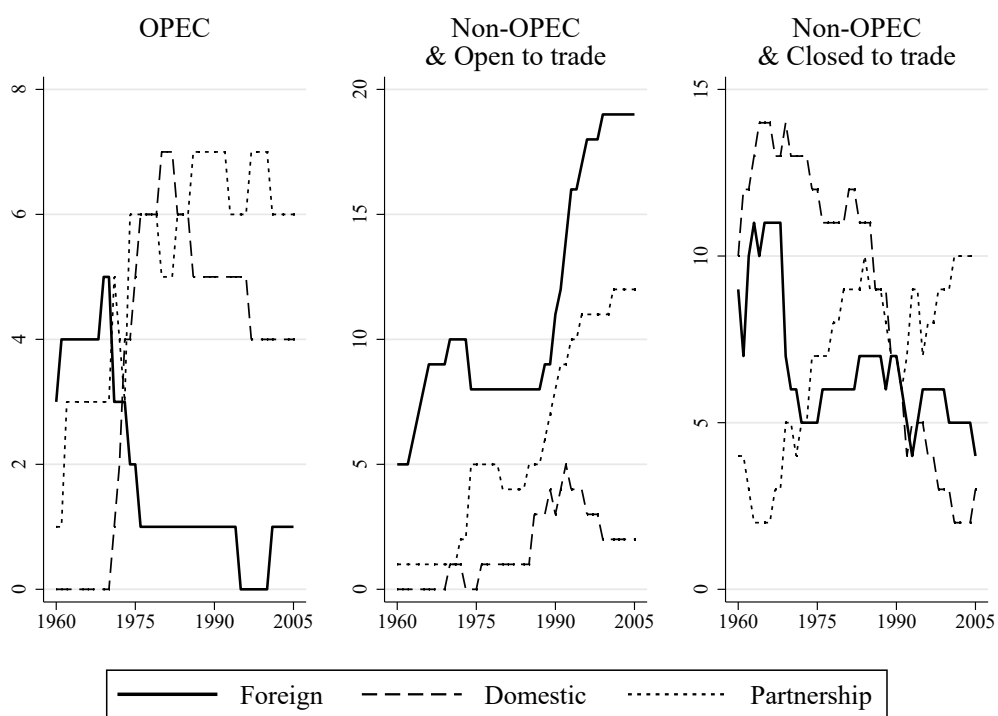 OPEC
8
6
4
2
0
1960 1975 1990 2005
Non-OPEC
& Open to trade
20
15
10
5
0
1960 1975 1990 2005
Non-OPEC
& Closed to trade
15
10
5
0
1960 1975 1990 2005
Foreign Domestic Partnership